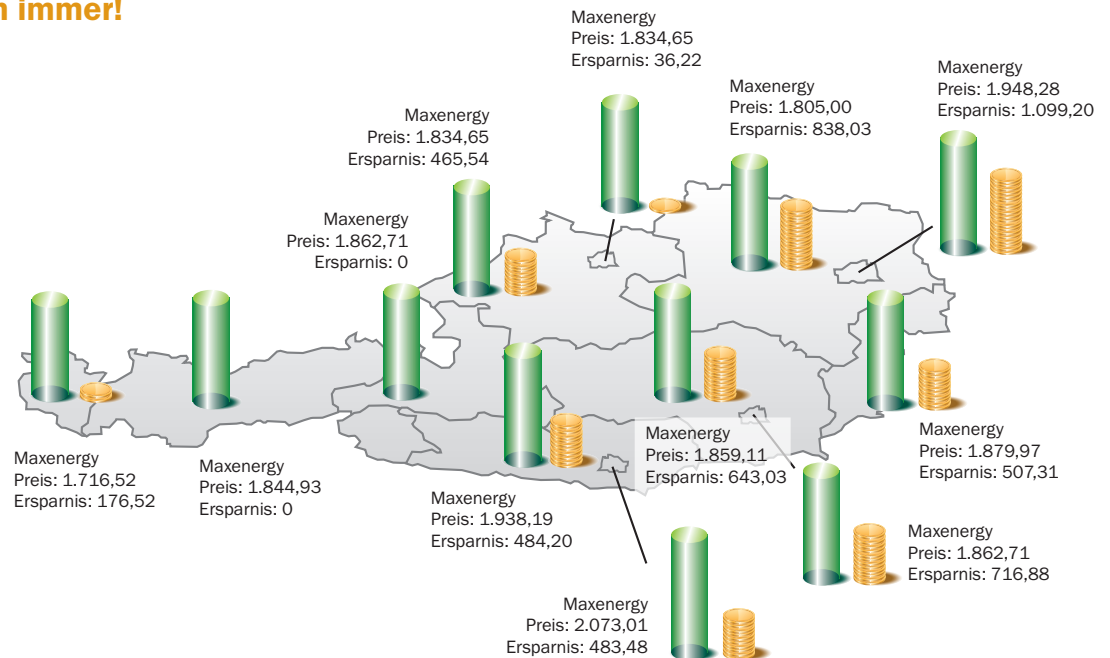 immer!
Maxenergy
Preis: 1.834,65
Ersparnis: 36,22
Maxenergy
Preis: 1.948,28
Ersparnis: 1.099,20
Maxenergy
Preis: 1.805,00
Ersparnis: 838,03
Maxenergy
Preis: 1.834,65
Ersparnis: 465,54
Maxenergy
Preis: 1.862,71
Ersparnis: 0
Maxenergy
Preis: 1.716,52
Ersparnis: 176,52
Maxenergy
Preis: 1.844,93
Ersparnis: 0
Maxenergy
Preis: 1.938,19
Ersparnis: 484,20
Maxenergy
Preis: 1.859,11
Ersparnis: 643,03
Maxenergy
Preis: 1.879,97
Ersparnis: 507,31
Maxenergy
Preis: 1.862,71
Ersparnis: 716,88
Maxenergy
Preis: 2.073,01
Ersparnis: 483,48